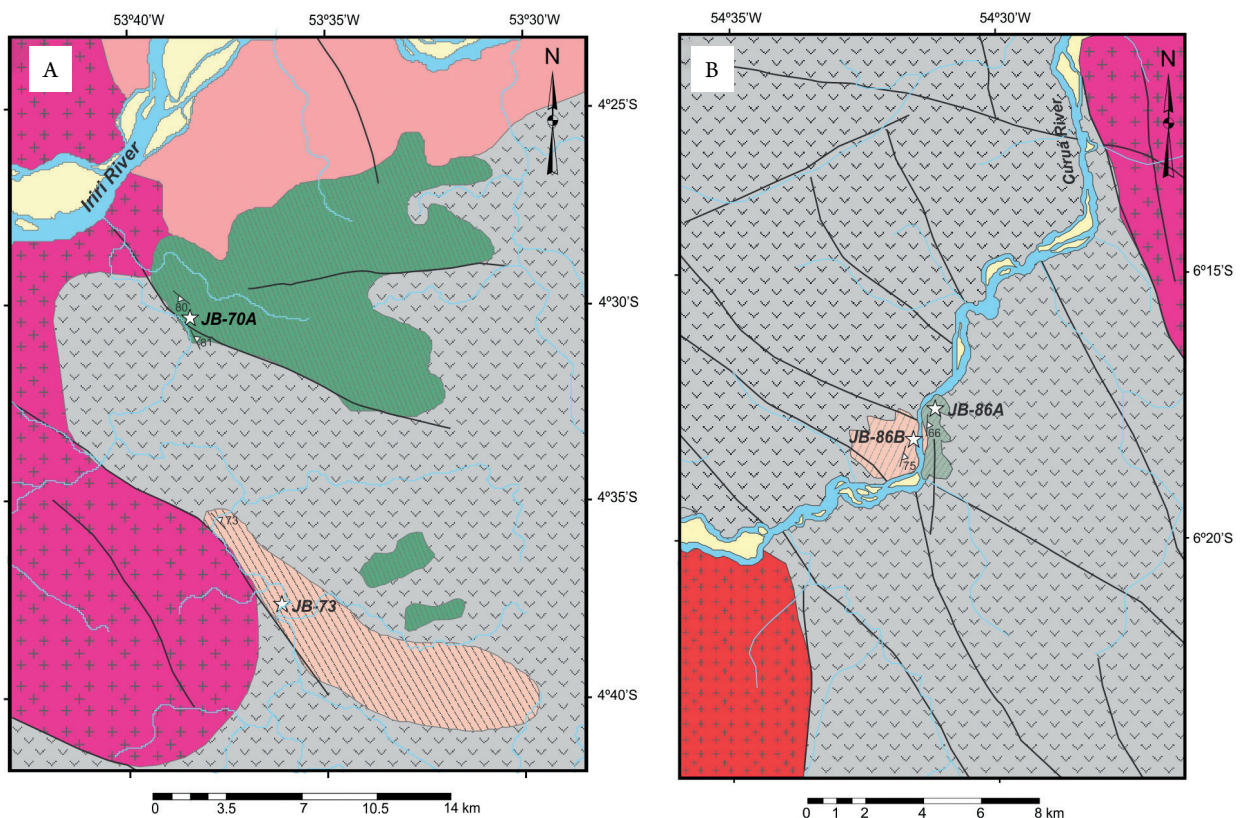 53°40'W 53°35'W 53°30'W
A
N
4°25'S
Iriri River
4°30'S
80
JB-70A
81
4°35'S
73
JB-73
4°40'S
0 3.5 7 10.5 14 km
54°35'W 54°30'W
B
N
Curuá River
6°15'S
JB-86A
66
JB-86B
75
6°20'S
0 1 2 4 6 8 km